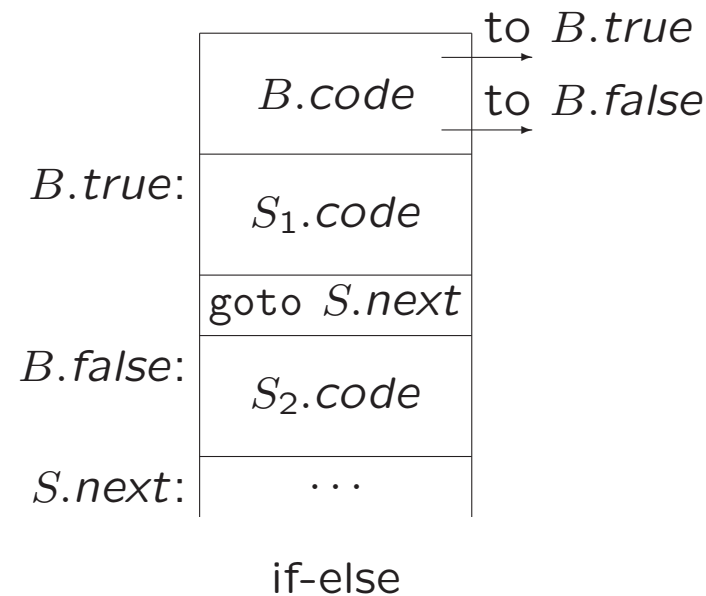 to B.true
B.code
to B.false
B.true:
S₁.code
goto S.next
B.false:
S₂.code
S.next:
...
if-else